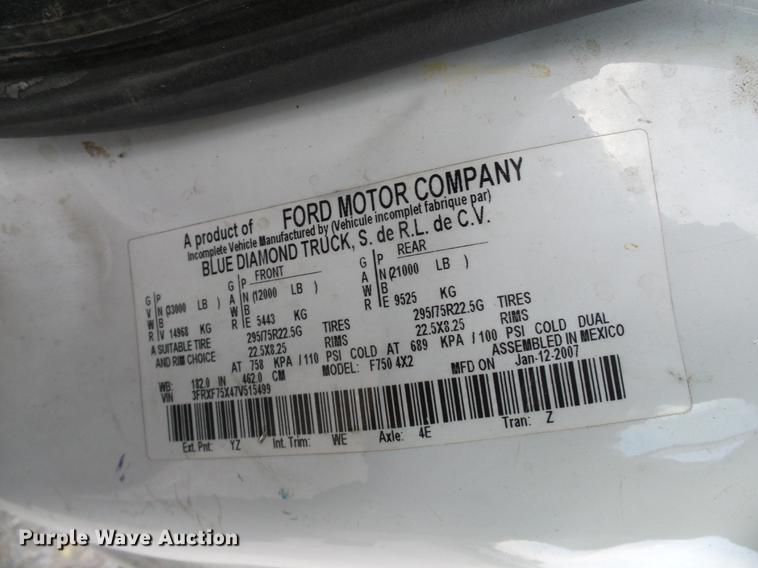 A product of FORD MOTOR COMPANY
Incomplete Vehicle Manufactured by (Vehicule incomplet fabrique par)
BLUE DIAMOND TRUCK, S. de R.L. de C.V.
G P G P FRONT G P REAR
V N (33000 LB ) A N (12000 LB ) A N (21000 LB )
W B W B W B
R V 14968 KG R E 5443 KG R E 9525 KG
A SUITABLE TIRE 295/75R22.5G TIRES 295/75R22.5G TIRES
AND RIM CHOICE 22.5X8.25 RIMS 22.5X8.25 RIMS
AT 758 KPA /110 PSI COLD AT 689 KPA /100 PSI COLD DUAL
WB: 182.0 IN 462.0 CM MODEL: F750 4X2 ASSEMBLED IN MEXICO
VIN 3FRXF75X47V515499 MFD ON Jan-12-2007
Ext. Pnt: YZ Int. Trim: WE Axle: 4E Tran: Z
Purple Wave Auction